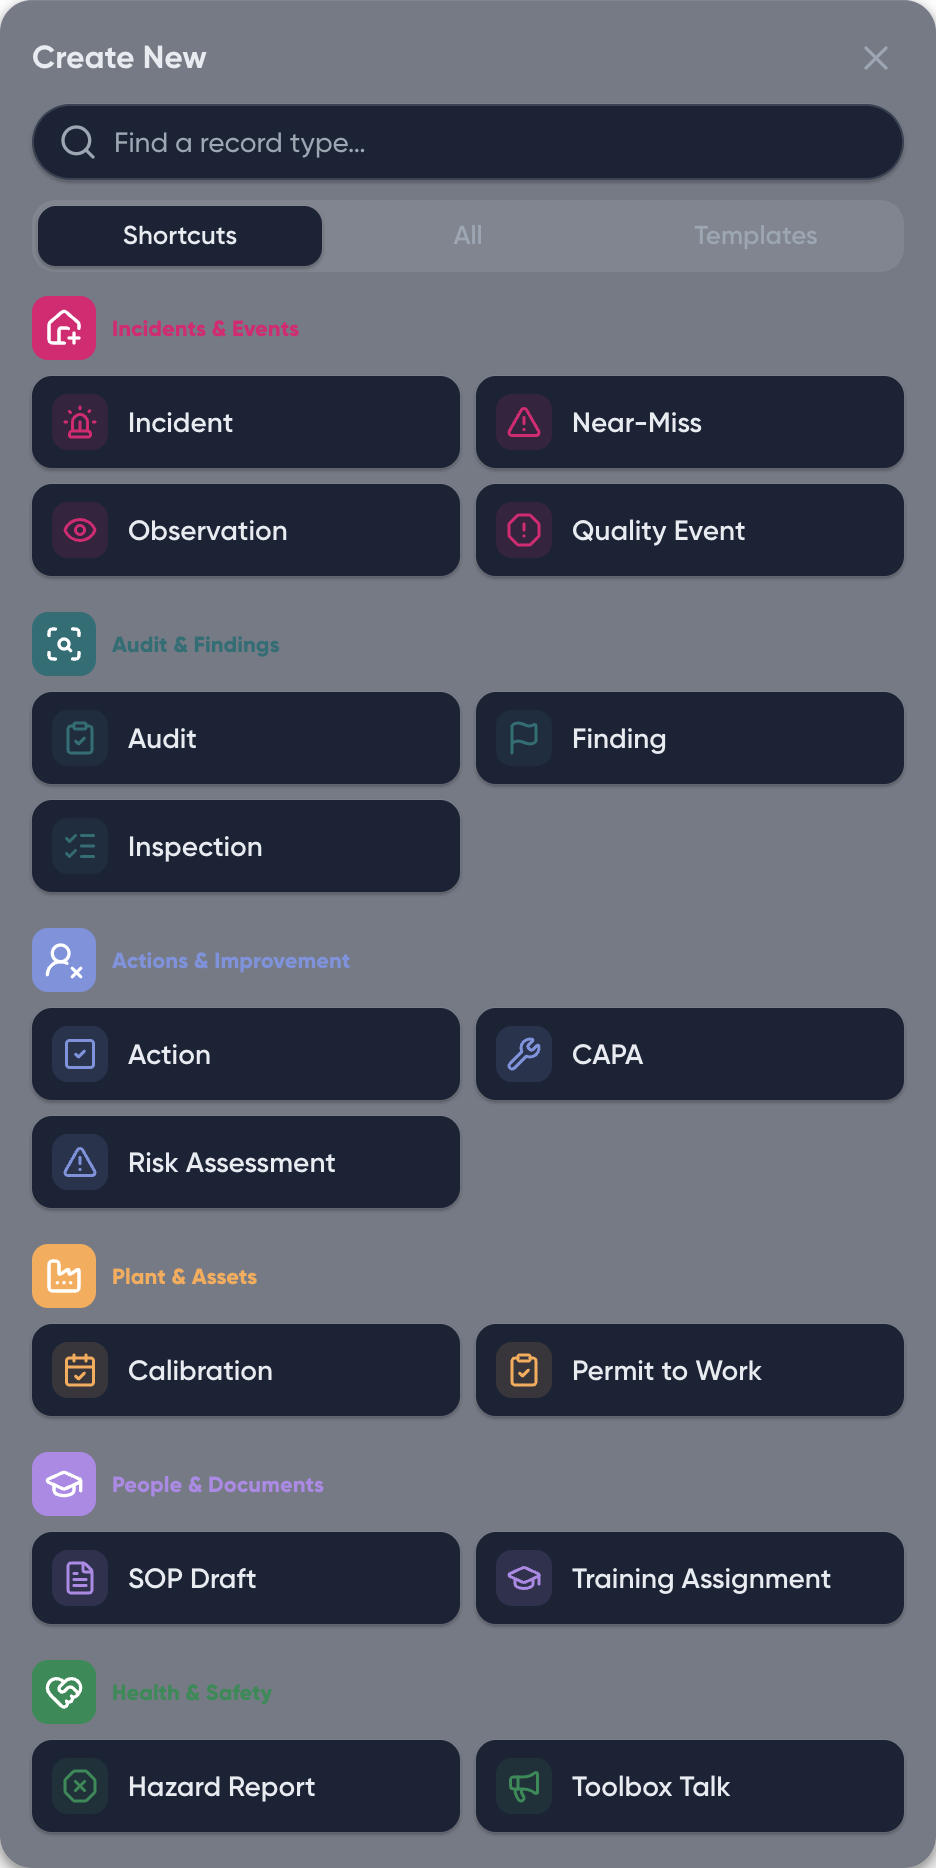 Create New
Find a record type...
Shortcuts All Templates
Incidents & Events
Incident Near-Miss
Observation Quality Event
Audit & Findings
Audit Finding
Inspection
Actions & Improvement
Action CAPA
Risk Assessment
Plant & Assets
Calibration Permit to Work
People & Documents
SOP Draft Training Assignment
Health & Safety
Hazard Report Toolbox Talk